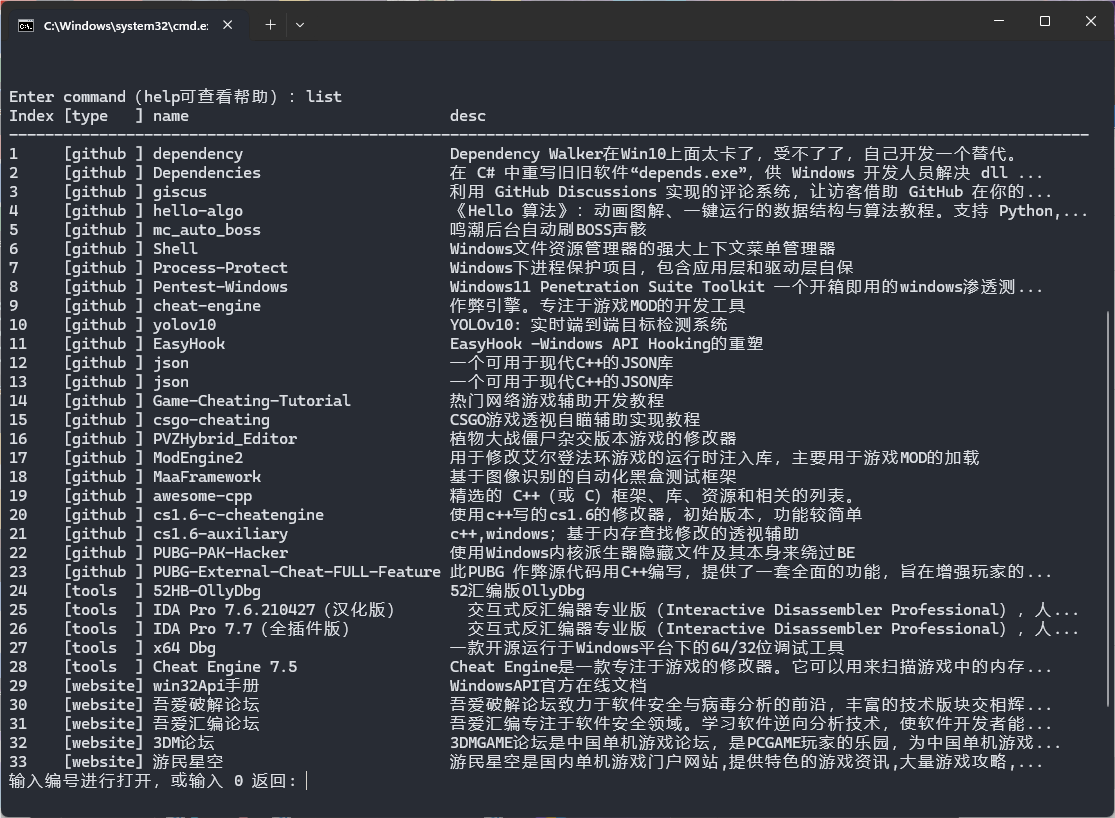 C:\Windows\system32\cmd.e:
Enter command (help可查看帮助) : list
Index [type   ] name                             desc
------------------------------------------------------------------------------------------------------------------------
1     [github ] dependency                       Dependency Walker在Win10上面太卡了，受不了了，自己开发一个替代。
2     [github ] Dependencies                     在 C# 中重写旧旧软件“depends.exe”，供 Windows 开发人员解决 dll ...
3     [github ] giscus                           利用 GitHub Discussions 实现的评论系统，让访客借助 GitHub 在你的...
4     [github ] hello-algo                       《Hello 算法》：动画图解、一键运行的数据结构与算法教程。支持 Python,...
5     [github ] mc_auto_boss                     鸣潮后台自动刷BOSS声骸
6     [github ] Shell                            Windows文件资源管理器的强大上下文菜单管理器
7     [github ] Process-Protect                  Windows下进程保护项目，包含应用层和驱动层自保
8     [github ] Pentest-Windows                  Windows11 Penetration Suite Toolkit 一个开箱即用的windows渗透测...
9     [github ] cheat-engine                     作弊引擎。专注于游戏MOD的开发工具
10    [github ] yolov10                          YOLOv10: 实时端到端目标检测系统
11    [github ] EasyHook                         EasyHook -Windows API Hooking的重塑
12    [github ] json                             一个可用于现代C++的JSON库
13    [github ] json                             一个可用于现代C++的JSON库
14    [github ] Game-Cheating-Tutorial           热门网络游戏辅助开发教程
15    [github ] csgo-cheating                    CSGO游戏透视自瞄辅助实现教程
16    [github ] PVZHybrid_Editor                 植物大战僵尸杂交版本游戏的修改器
17    [github ] ModEngine2                       用于修改艾尔登法环游戏的运行时注入库，主要用于游戏MOD的加载
18    [github ] MaaFramework                     基于图像识别的自动化黑盒测试框架
19    [github ] awesome-cpp                      精选的 C++（或 C）框架、库、资源和相关的列表。
20    [github ] cs1.6-c-cheatengine              使用c++写的cs1.6的修改器，初始版本，功能较简单
21    [github ] cs1.6-auxiliary                  c++,windows；基于内存查找修改的透视辅助
22    [github ] PUBG-PAK-Hacker                  使用Windows内核派生器隐藏文件及其本身来绕过BE
23    [github ] PUBG-External-Cheat-FULL-Feature 此PUBG 作弊源代码用C++编写，提供了一套全面的功能，旨在增强玩家的...
24    [tools  ] 52HB-OllyDbg                     52汇编版OllyDbg
25    [tools  ] IDA Pro 7.6.210427（汉化版）       交互式反汇编器专业版（Interactive Disassembler Professional），人...
26    [tools  ] IDA Pro 7.7（全插件版）            交互式反汇编器专业版（Interactive Disassembler Professional），人...
27    [tools  ] x64 Dbg                          一款开源运行于Windows平台下的64/32位调试工具
28    [tools  ] Cheat Engine 7.5                 Cheat Engine是一款专注于游戏的修改器。它可以用来扫描游戏中的内存...
29    [website] win32Api手册                     WindowsAPI官方在线文档
30    [website] 吾爱破解论坛                     吾爱破解论坛致力于软件安全与病毒分析的前沿，丰富的技术版块交相辉...
31    [website] 吾爱汇编论坛                     吾爱汇编专注于软件安全领域。学习软件逆向分析技术，使软件开发者能...
32    [website] 3DM论坛                          3DMGAME论坛是中国单机游戏论坛，是PCGAME玩家的乐园，为中国单机游戏...
33    [website] 游民星空                         游民星空是国内单机游戏门户网站,提供特色的游戏资讯,大量游戏攻略,...
输入编号进行打开，或输入 0 返回: